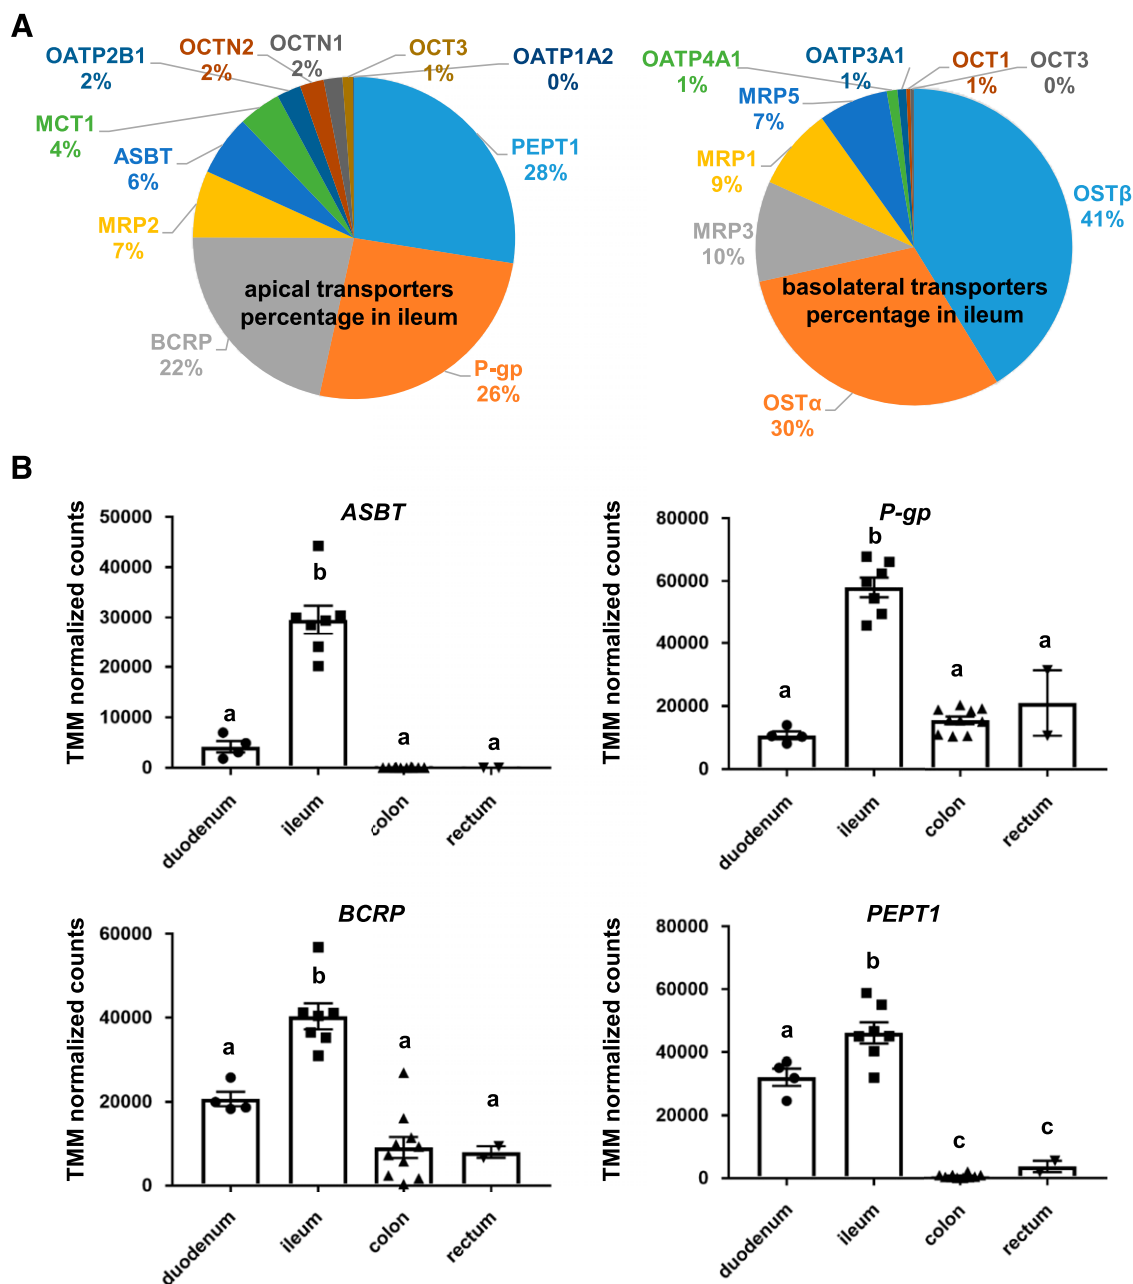 A
OATP2B1
2%
OCTN2
2%
OCTN1
2%
OCT3
1%
OATP1A2
0%
MCT1
4%
ASBT
6%
MRP2
7%
BCRP
22%
PEPT1
28%
P-gp
26%
apical transporters
percentage in ileum
OATP4A1
1%
OATP3A1
1%
OCT1
1%
OCT3
0%
MRP5
7%
MRP1
9%
MRP3
10%
OSTβ
41%
OSTα
30%
basolateral transporters
percentage in ileum
B
ASBT
TMM normalized counts
50000
40000
30000
20000
10000
0
a
b
a
a
duodenum
ileum
colon
rectum
P-gp
TMM normalized counts
80000
60000
40000
20000
0
a
b
a
a
duodenum
ileum
colon
rectum
BCRP
TMM normalized counts
60000
40000
20000
0
a
b
a
a
duodenum
ileum
colon
rectum
PEPT1
TMM normalized counts
80000
60000
40000
20000
0
a
b
c
c
duodenum
ileum
colon
rectum